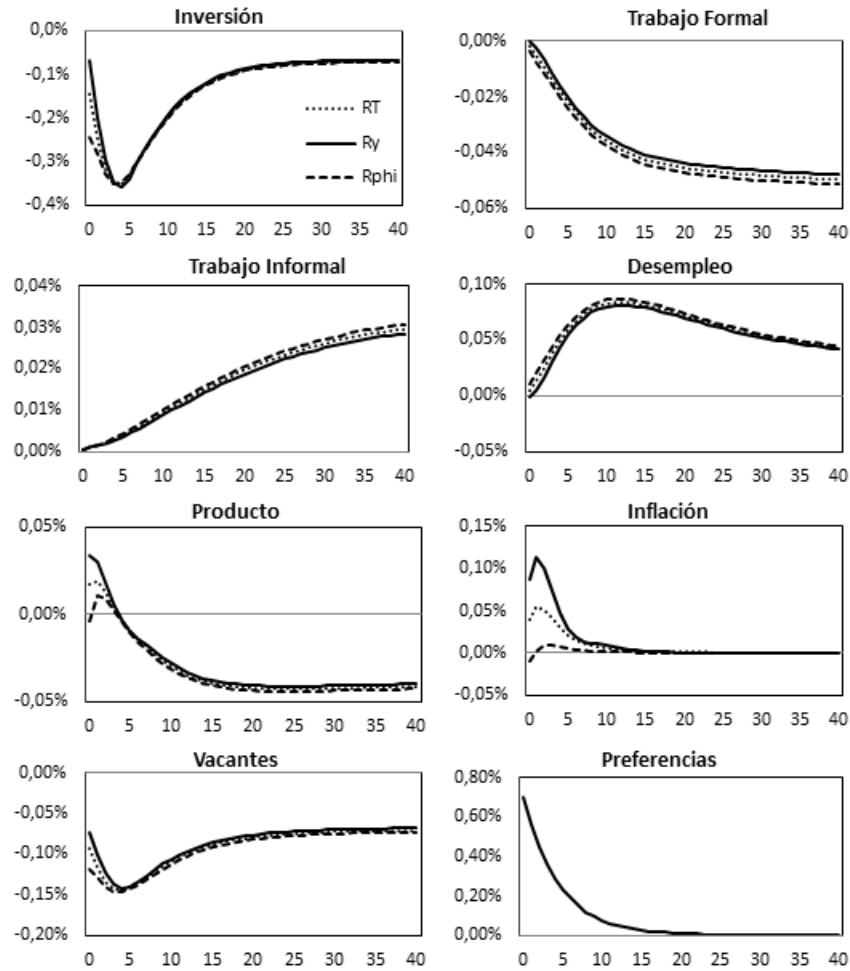 Inversión
0,0%
-0,1%
-0,2%
-0,3%
-0,4%
RT
Ry
Rphi
0 5 10 15 20 25 30 35 40
Trabajo Formal
0,00%
-0,02%
-0,04%
-0,06%
0 5 10 15 20 25 30 35 40
Trabajo Informal
0,04%
0,03%
0,02%
0,01%
0,00%
0 5 10 15 20 25 30 35 40
Desempleo
0,10%
0,05%
0,00%
-0,05%
0 5 10 15 20 25 30 35 40
Producto
0,05%
0,00%
-0,05%
0 5 10 15 20 25 30 35 40
Inflación
0,15%
0,10%
0,05%
0,00%
-0,05%
0 5 10 15 20 25 30 35 40
Vacantes
0,00%
-0,05%
-0,10%
-0,15%
-0,20%
0 5 10 15 20 25 30 35 40
Preferencias
0,80%
0,60%
0,40%
0,20%
0,00%
0 5 10 15 20 25 30 35 40